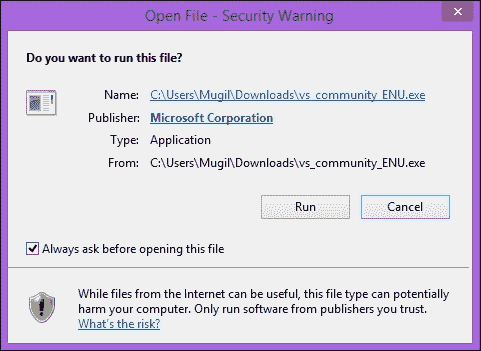 Open File - Security Warning
Do you want to run this file?
Name: C:\Users\Mugil\Downloads\vs_community_ENU.exe
Publisher: Microsoft Corporation
Type: Application
From: C:\Users\Mugil\Downloads\vs_community_ENU.exe
Run Cancel
Always ask before opening this file
While files from the Internet can be useful, this file type can potentially
harm your computer. Only run software from publishers you trust.
What's the risk?